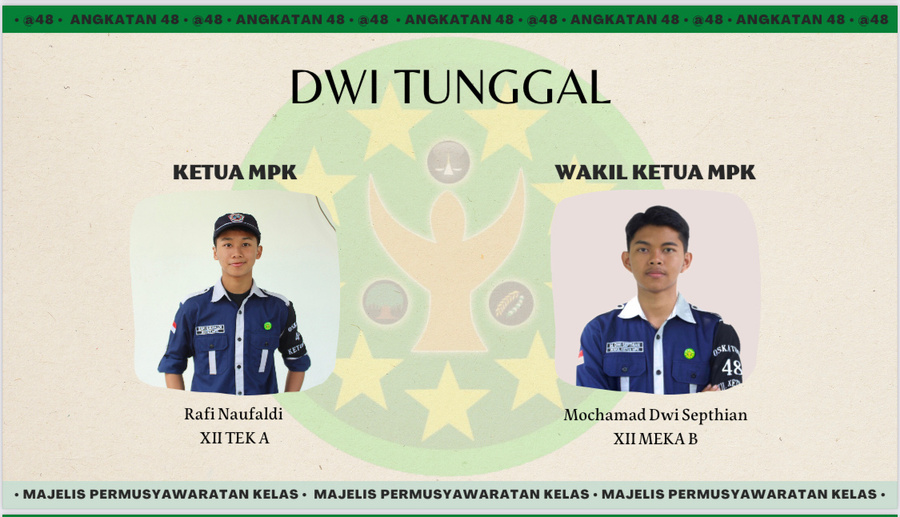 • @48 • ANGKATAN 48 • @48 • ANGKATAN 48 • @48 • ANGKATAN 48 • @48 • ANGKATAN 48 • @48 • ANGKATAN 48 • @48
DWI TUNGGAL
KETUA MPK
WAKIL KETUA MPK
48
Rafi Naufaldi
XII TEK A
Mochamad Dwi Septhian
XII MEKA B
• MAJELIS PERMUSYAWARATAN KELAS • MAJELIS PERMUSYAWARATAN KELAS • MAJELIS PERMUSYAWARATAN KELAS •